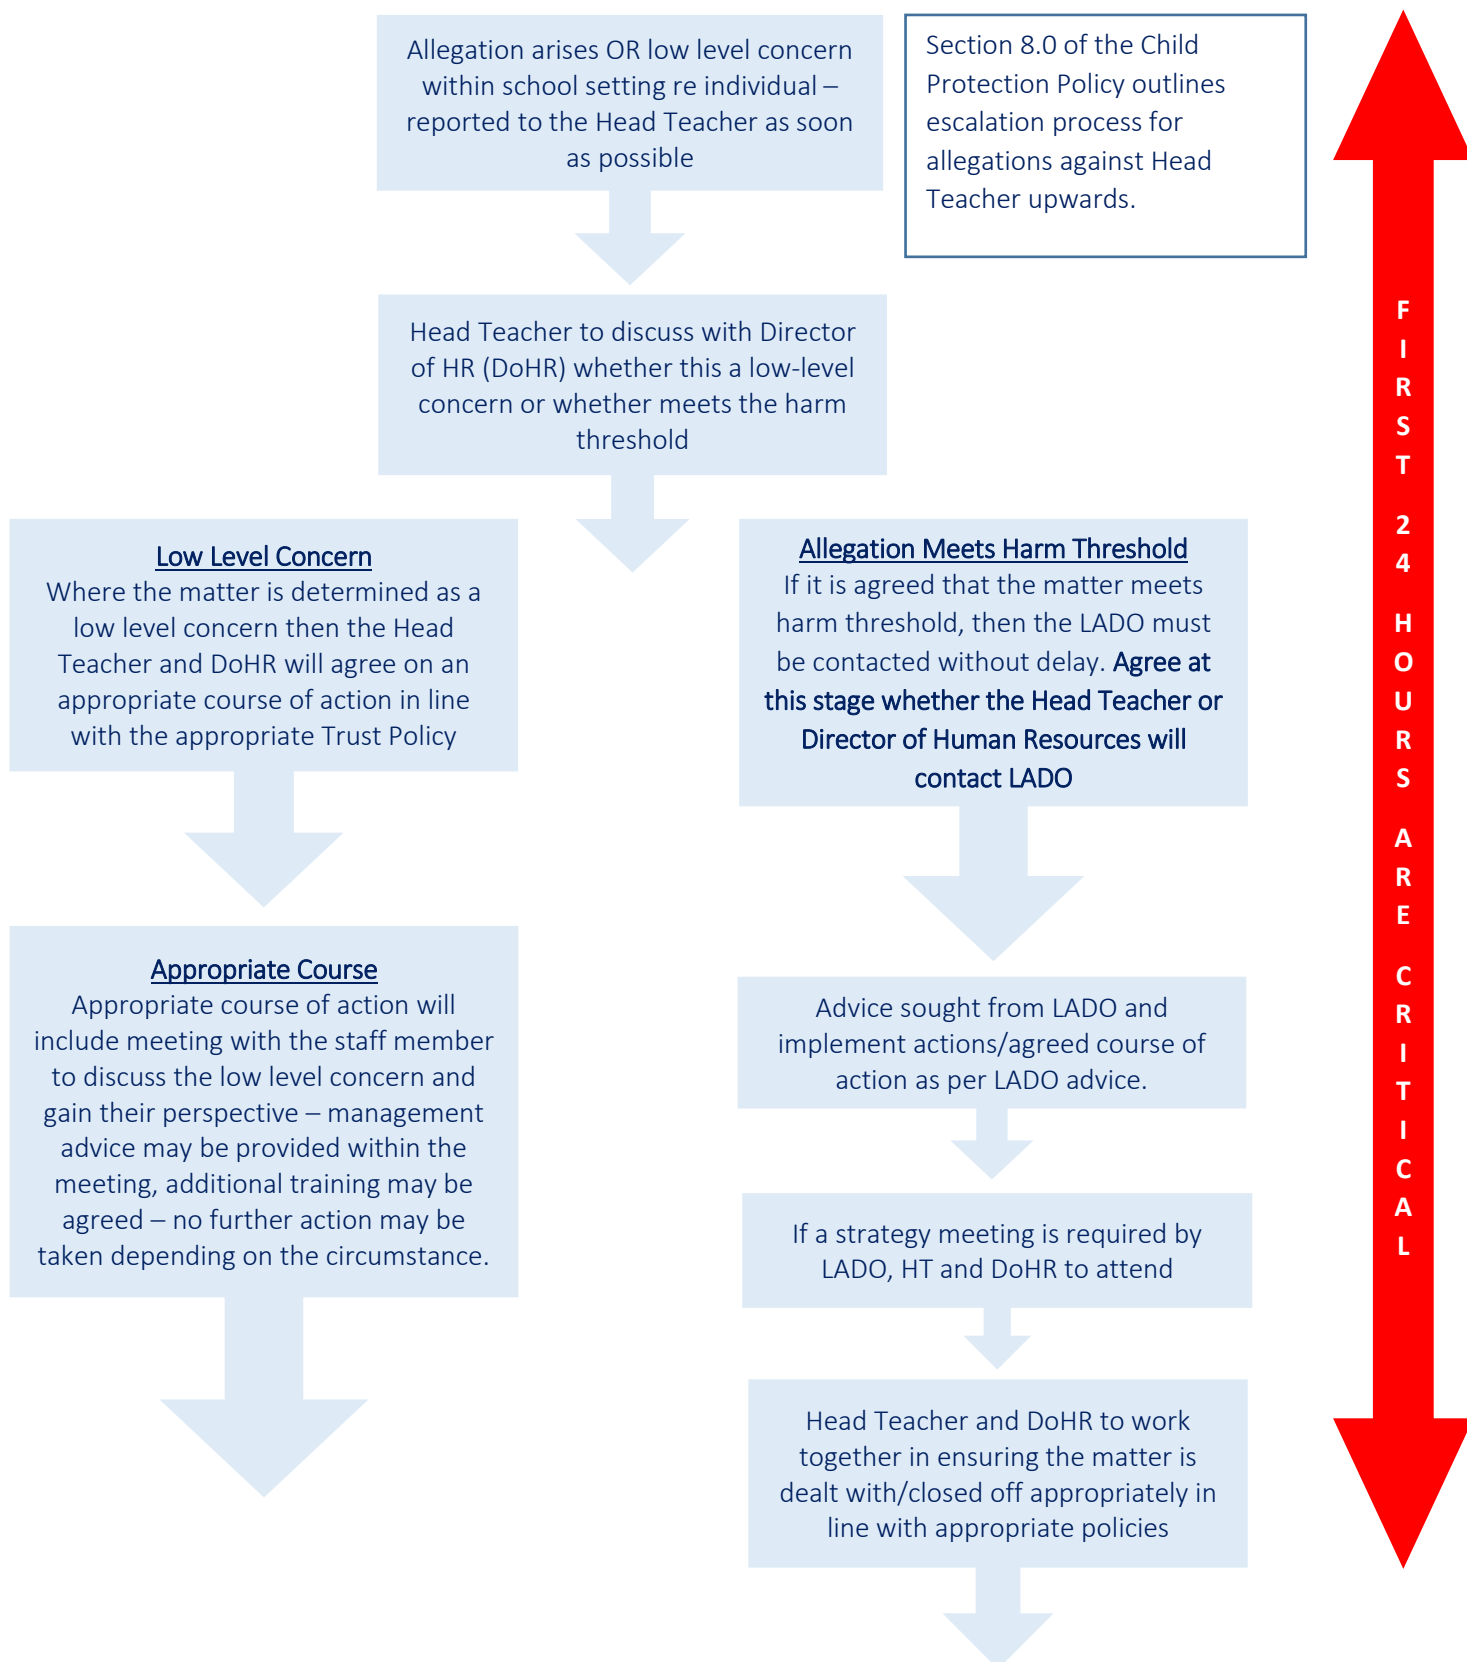 Allegation arises OR low level concern
within school setting re individual –
reported to the Head Teacher as soon
as possible
Section 8.0 of the Child
Protection Policy outlines
escalation process for
allegations against Head
Teacher upwards.
Head Teacher to discuss with Director
of HR (DoHR) whether this a low-level
concern or whether meets the harm
threshold
Low Level Concern
Where the matter is determined as a
low level concern then the Head
Teacher and DoHR will agree on an
appropriate course of action in line
with the appropriate Trust Policy
Allegation Meets Harm Threshold
If it is agreed that the matter meets
harm threshold, then the LADO must
be contacted without delay. Agree at
this stage whether the Head Teacher or
Director of Human Resources will
contact LADO
Appropriate Course
Appropriate course of action will
include meeting with the staff member
to discuss the low level concern and
gain their perspective – management
advice may be provided within the
meeting, additional training may be
agreed – no further action may be
taken depending on the circumstance.
Advice sought from LADO and
implement actions/agreed course of
action as per LADO advice.
If a strategy meeting is required by
LADO, HT and DoHR to attend
Head Teacher and DoHR to work
together in ensuring the matter is
dealt with/closed off appropriately in
line with appropriate policies
FIRST 24 HOURS ARE CRITICAL